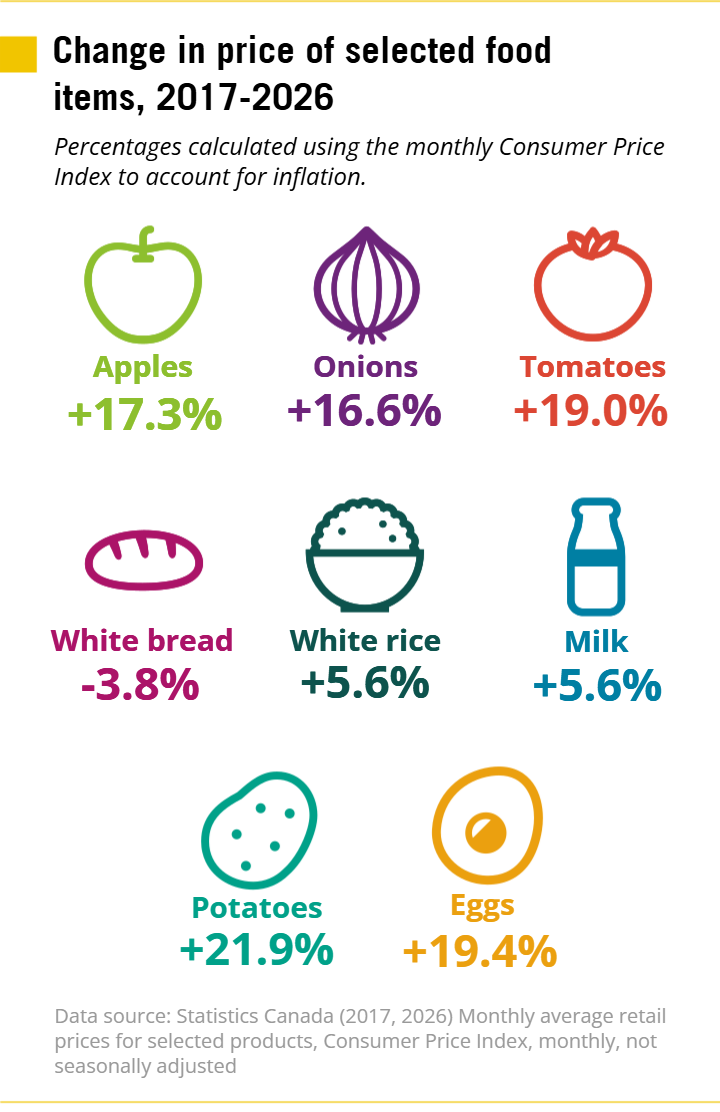 Change in price of selected food
items, 2017-2026
Percentages calculated using the monthly Consumer Price
Index to account for inflation.
Apples
+17.3%
Onions
+16.6%
Tomatoes
+19.0%
White bread
-3.8%
White rice
+5.6%
Milk
+5.6%
Potatoes
+21.9%
Eggs
+19.4%
Data source: Statistics Canada (2017, 2026) Monthly average retail
prices for selected products, Consumer Price Index, monthly, not
seasonally adjusted